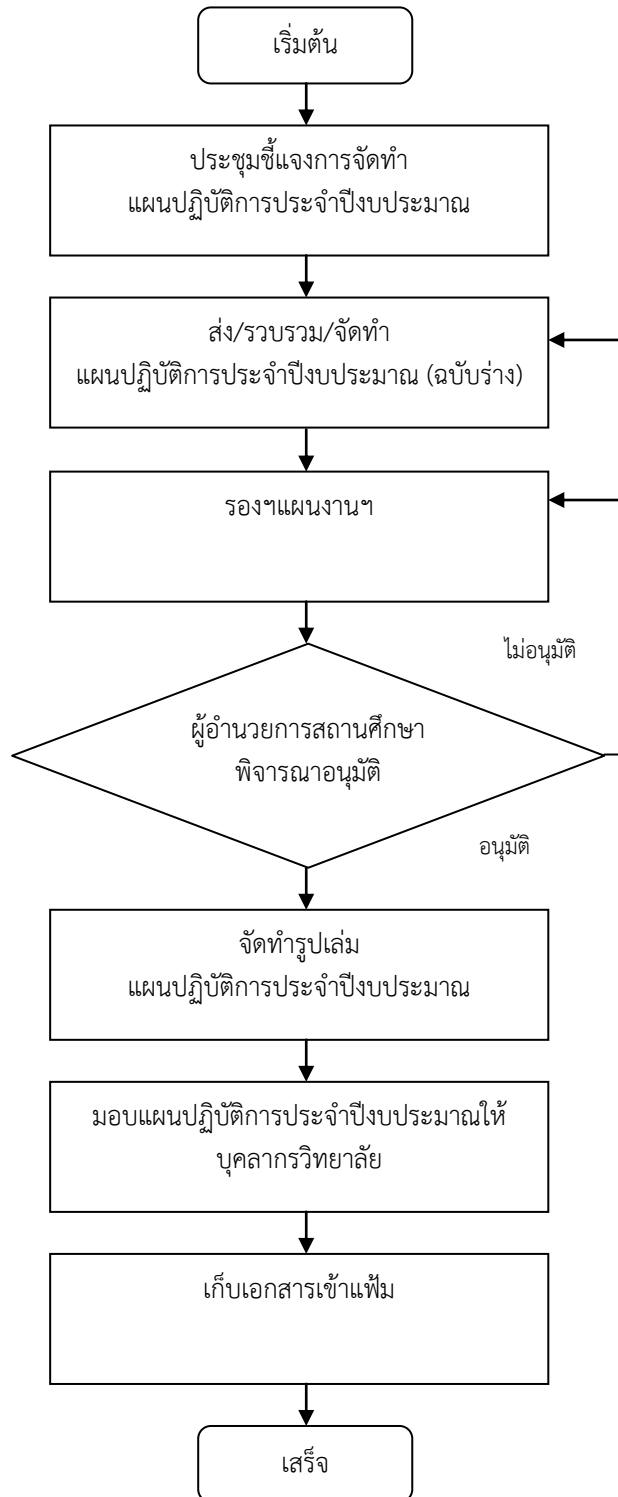 เริ่มต้น
ประชุมชี้แจงการจัดทำ
แผนปฏิบัติการประจำปีงบประมาณ
ส่ง/รวบรวม/จัดทำ
แผนปฏิบัติการประจำปีงบประมาณ (ฉบับร่าง)
รองฯแผนงานฯ
ไม่อนุมัติ
ผู้อำนวยการสถานศึกษา
พิจารณาอนุมัติ
อนุมัติ
จัดทำรูปเล่ม
แผนปฏิบัติการประจำปีงบประมาณ
มอบแผนปฏิบัติการประจำปีงบประมาณให้
บุคลากรวิทยาลัย
เก็บเอกสารเข้าแฟ้ม
เสร็จ